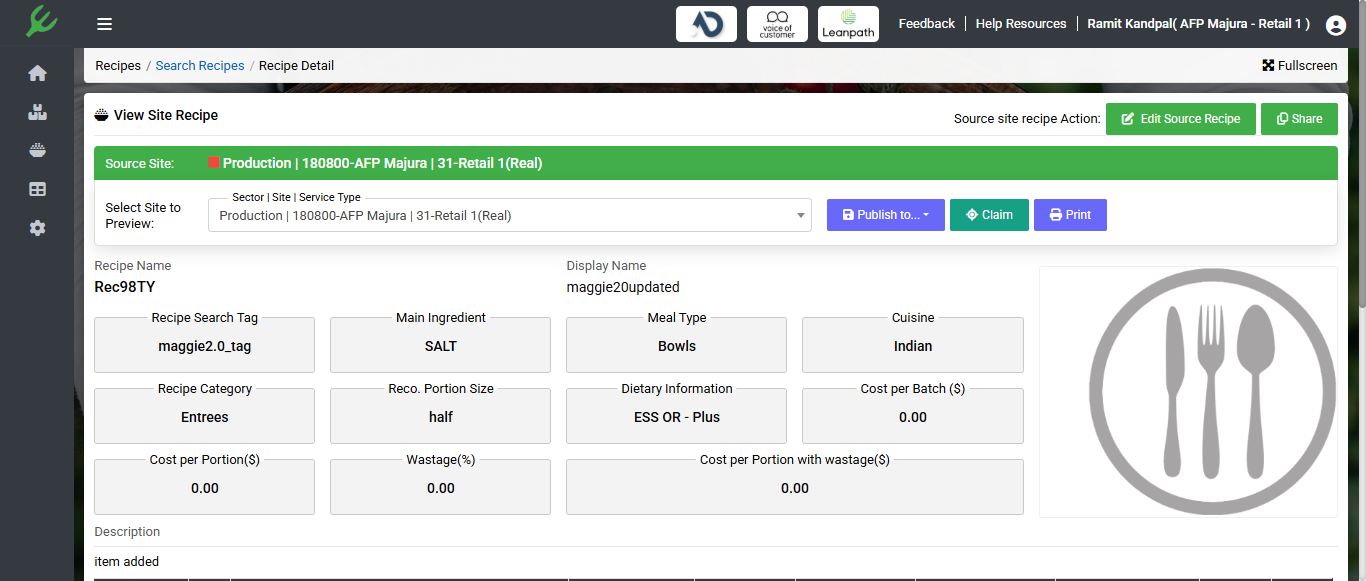 voice of customer
Leanpath
Feedback | Help Resources | Ramit Kandpal( AFP Majura - Retail 1 )
Recipes / Search Recipes / Recipe Detail
Fullscreen
View Site Recipe
Source site recipe Action:
Edit Source Recipe
Share
Source Site: Production | 180800-AFP Majura | 31-Retail 1(Real)
Sector | Site | Service Type
Select Site to
Preview:
Production | 180800-AFP Majura | 31-Retail 1(Real)
Publish to...
Claim
Print
Recipe Name
Rec98TY
Display Name
maggie20updated
Recipe Search Tag
maggie2.0_tag
Main Ingredient
SALT
Meal Type
Bowls
Cuisine
Indian
Recipe Category
Entrees
Reco. Portion Size
half
Dietary Information
ESS OR - Plus
Cost per Batch ($)
0.00
Cost per Portion($)
0.00
Wastage(%)
0.00
Cost per Portion with wastage($)
0.00
Description
item added